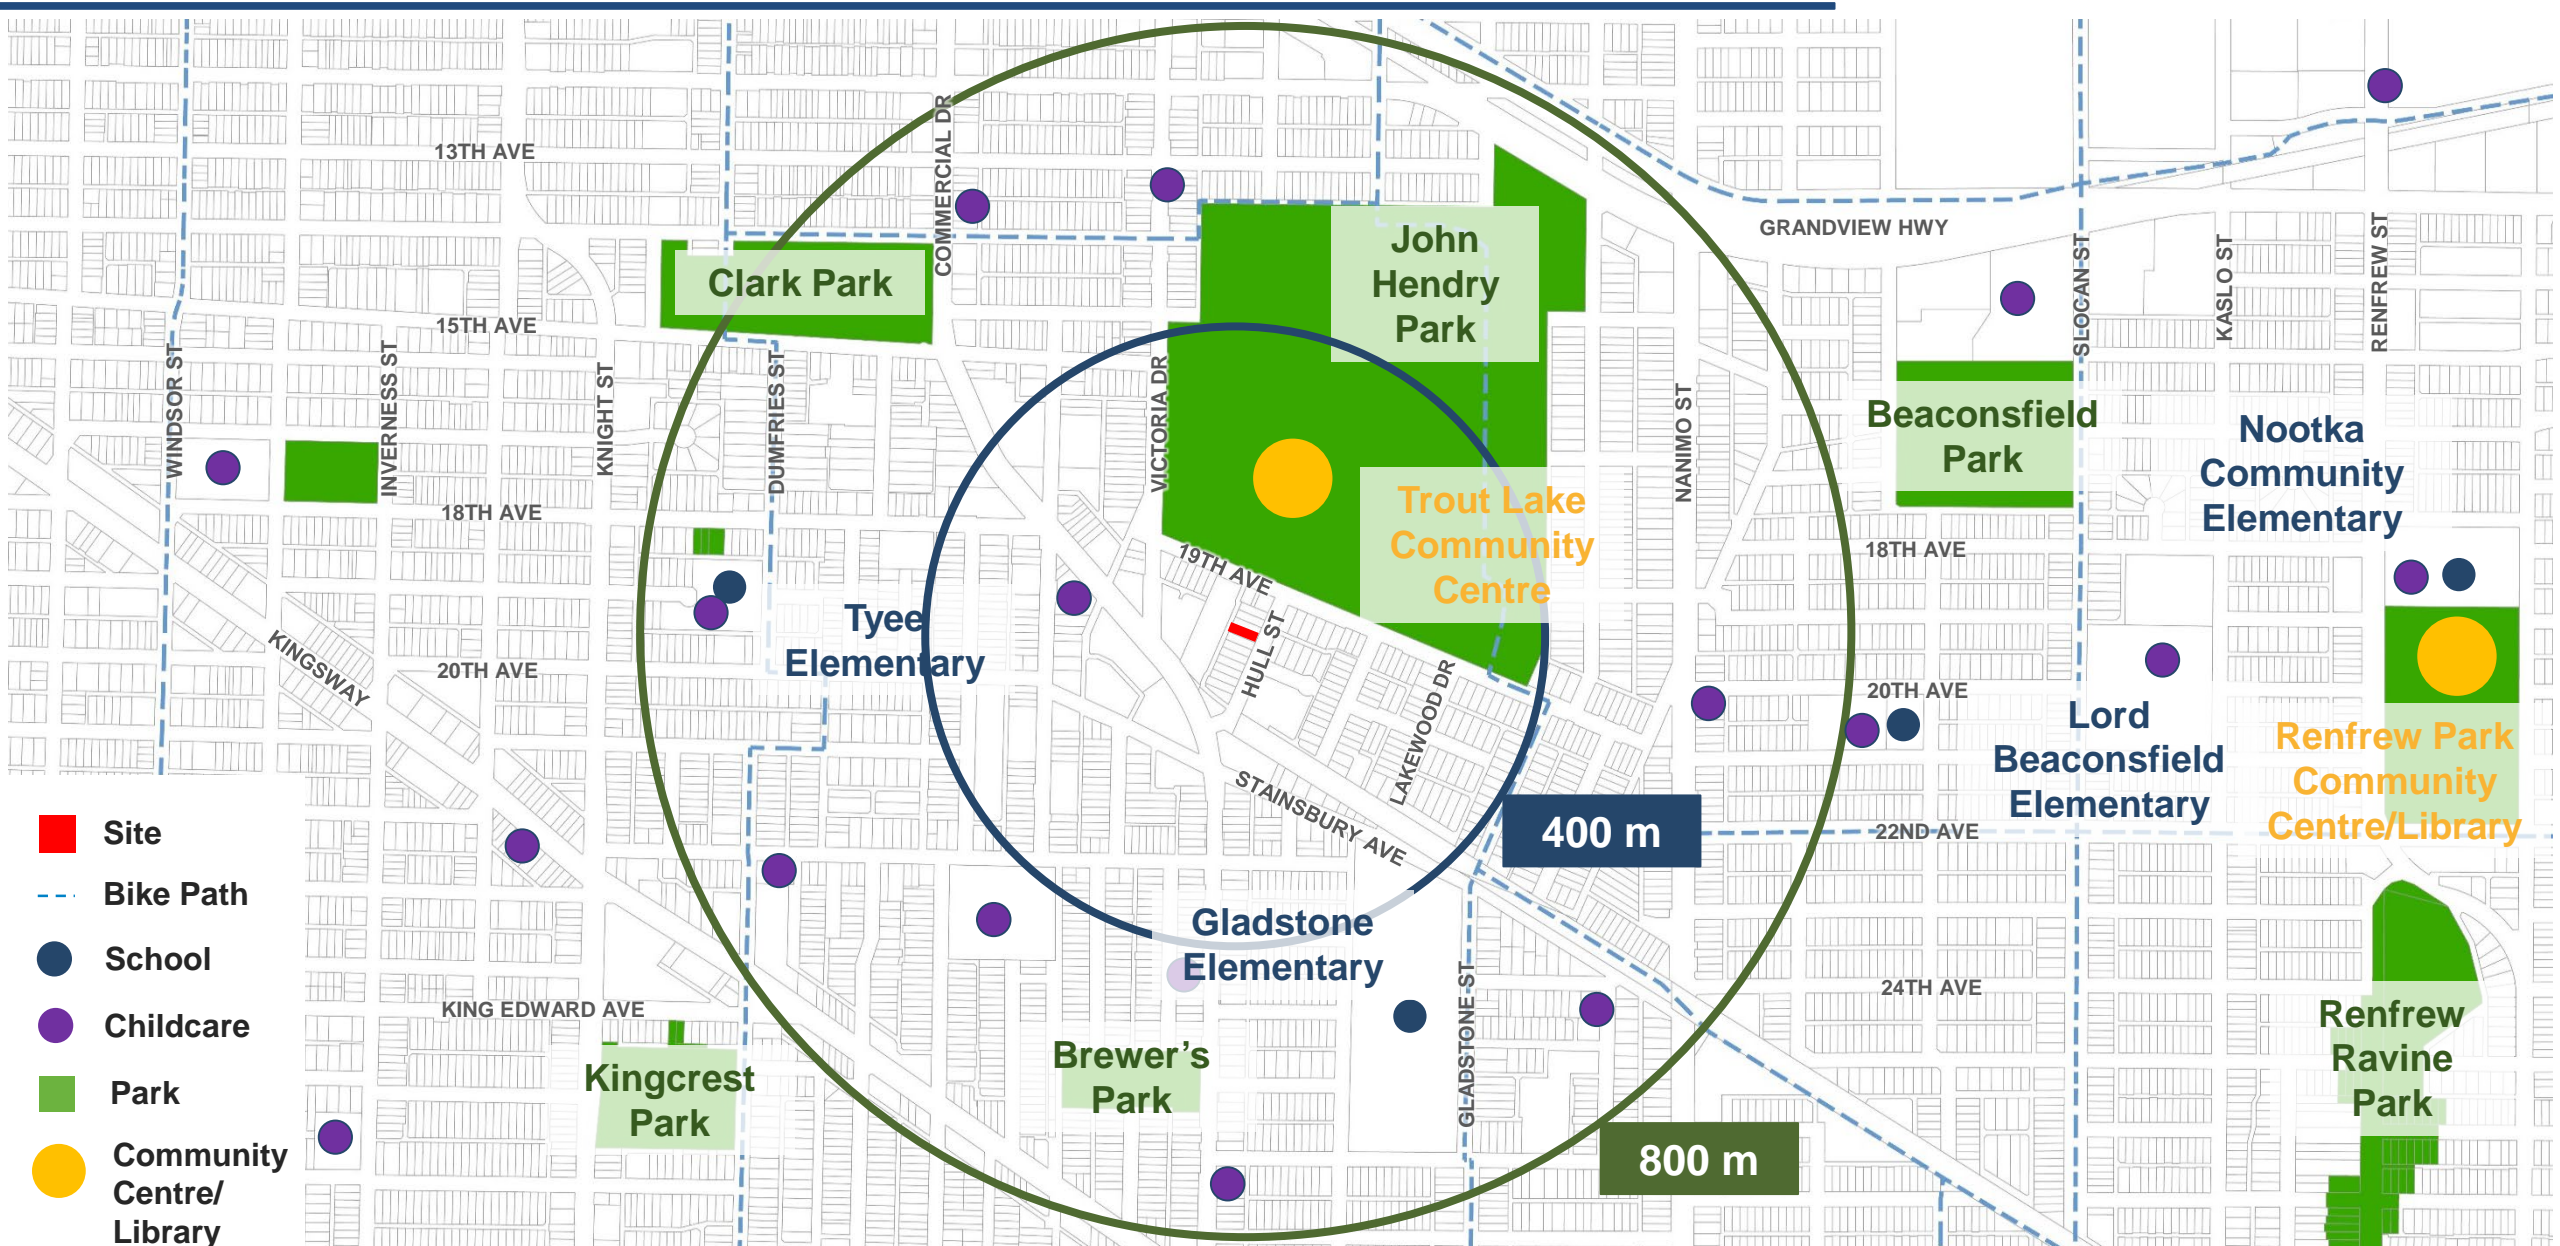 COMMERCIAL DR
13TH AVE
GRANDVIEW HWY
John
Hendry
Park
Clark Park
SLOCAN ST
KASLO ST
RENFREW ST
15TH AVE
WINDSOR ST
INVERNESS ST
KNIGHT ST
DUMFRIES ST
VICTORIA DR
NANIMO ST
Beaconsfield
Park
Nootka
Community
Elementary
18TH AVE
Trout Lake
Community
Centre
18TH AVE
19TH AVE
Tyee
Elementary
HULL ST
KINGSWAY
20TH AVE
LAKEWOOD DR
20TH AVE
Lord
Beaconsfield
Elementary
Renfrew Park
Community
Centre/Library
STAINSBURY AVE
400 m
22ND AVE
Gladstone
Elementary
GLADSTONE ST
24TH AVE
KING EDWARD AVE
Kingcrest
Park
Brewer’s
Park
Renfrew
Ravine
Park
800 m
Site
Bike Path
School
Childcare
Park
Community
Centre/
Library